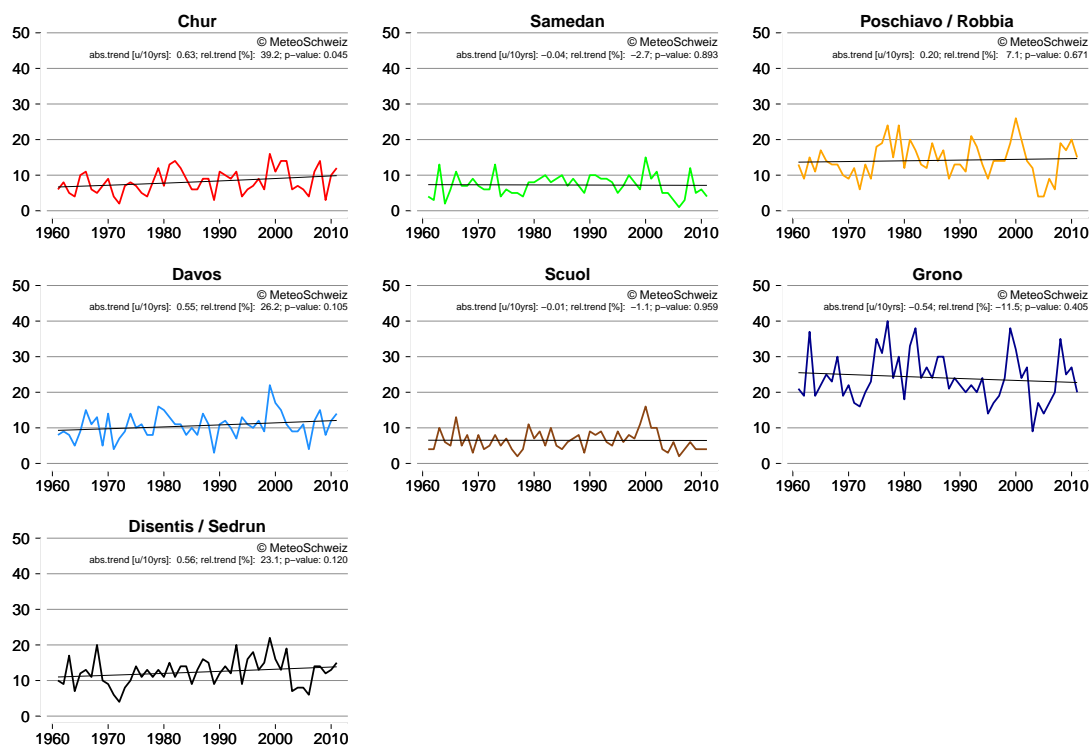 Chur
Samedan
Poschiavo / Robbia
50
© MeteoSchweiz
abs.trend [u/10yrs]: 0.63; rel.trend [%]: 39.2; p−value: 0.045
40
30
20
10
0
1960 1970 1980 1990 2000 2010
50
© MeteoSchweiz
abs.trend [u/10yrs]: −0.04; rel.trend [%]: −2.7; p−value: 0.893
40
30
20
10
0
1960 1970 1980 1990 2000 2010
50
© MeteoSchweiz
abs.trend [u/10yrs]: 0.20; rel.trend [%]: 7.1; p−value: 0.671
40
30
20
10
0
1960 1970 1980 1990 2000 2010
Davos
Scuol
Grono
50
© MeteoSchweiz
abs.trend [u/10yrs]: 0.55; rel.trend [%]: 26.2; p−value: 0.105
40
30
20
10
0
1960 1970 1980 1990 2000 2010
50
© MeteoSchweiz
abs.trend [u/10yrs]: −0.01; rel.trend [%]: −1.1; p−value: 0.959
40
30
20
10
0
1960 1970 1980 1990 2000 2010
50
© MeteoSchweiz
abs.trend [u/10yrs]: −0.54; rel.trend [%]: −11.5; p−value: 0.405
40
30
20
10
0
1960 1970 1980 1990 2000 2010
Disentis / Sedrun
50
© MeteoSchweiz
abs.trend [u/10yrs]: 0.56; rel.trend [%]: 23.1; p−value: 0.120
40
30
20
10
0
1960 1970 1980 1990 2000 2010